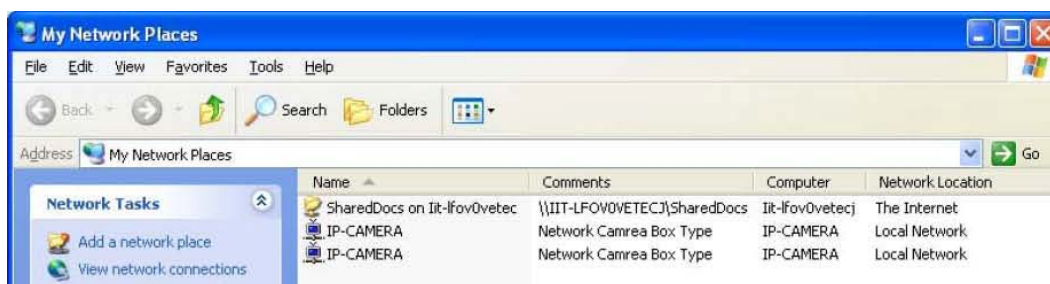 My Network Places
File Edit View Favorites Tools Help
Back Search Folders
Address My Network Places Go
Name Comments Computer Network Location
Network Tasks
SharedDocs on Iit-lfov0vetec \\IIT-LFOV0VETECJ\SharedDocs Iit-lfov0vetecj The Internet
Add a network place
IP-CAMERA Network Camrea Box Type IP-CAMERA Local Network
IP-CAMERA Network Camrea Box Type IP-CAMERA Local Network
View network connections